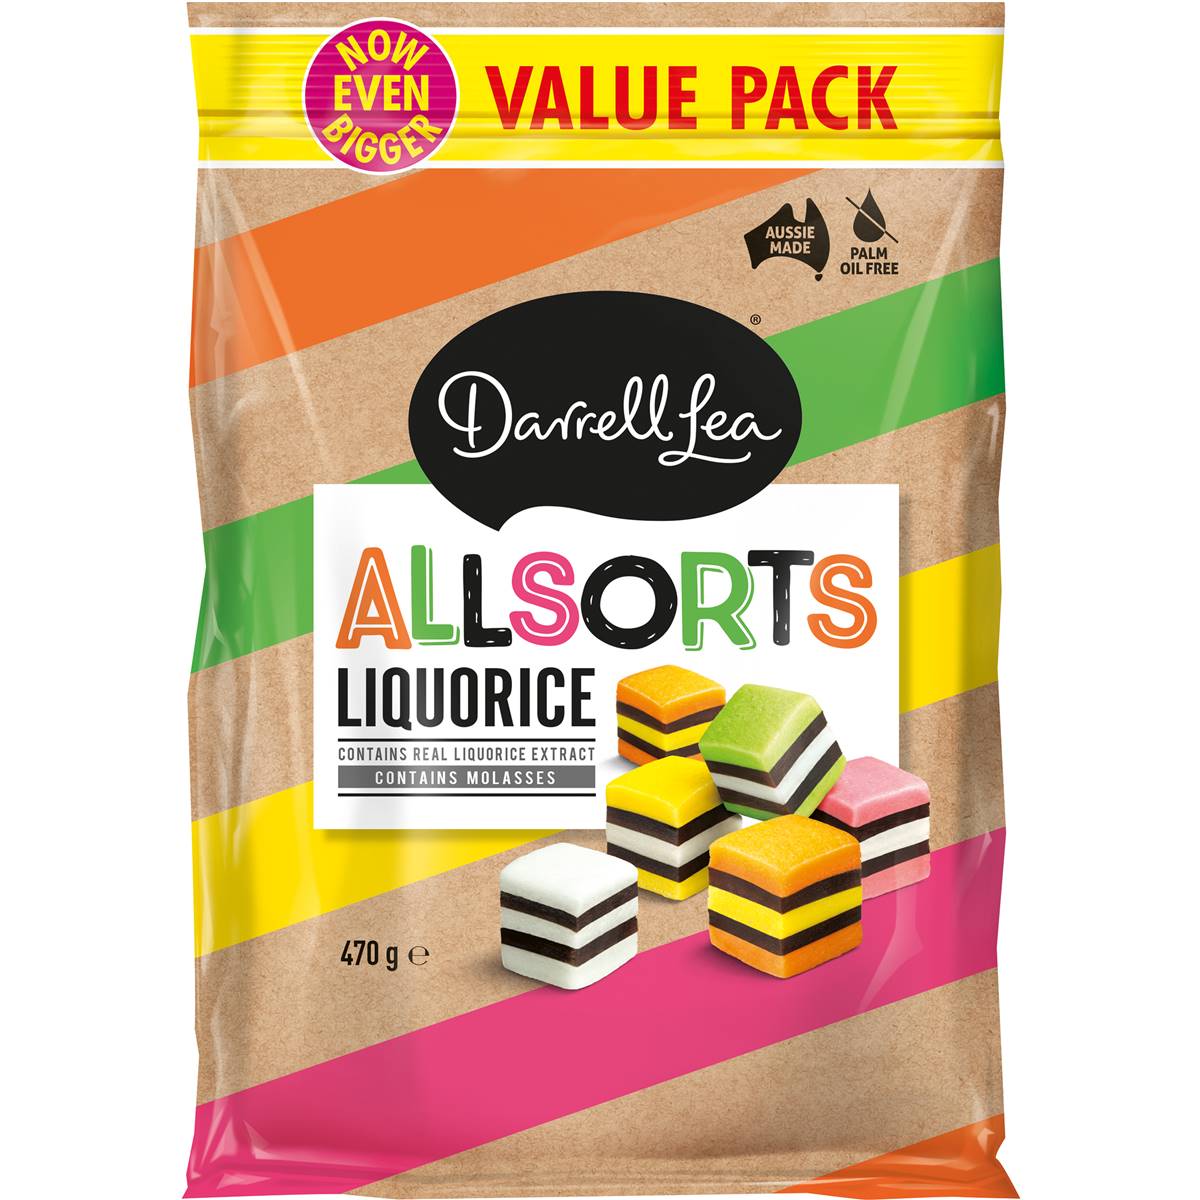 NOW
EVEN
BIGGER
VALUE PACK
AUSSIE
MADE
PALM
OIL FREE
®
Darrell Lea
ALLSORTS
LIQUORICE
CONTAINS REAL LIQUORICE EXTRACT
CONTAINS MOLASSES
470 g ℮